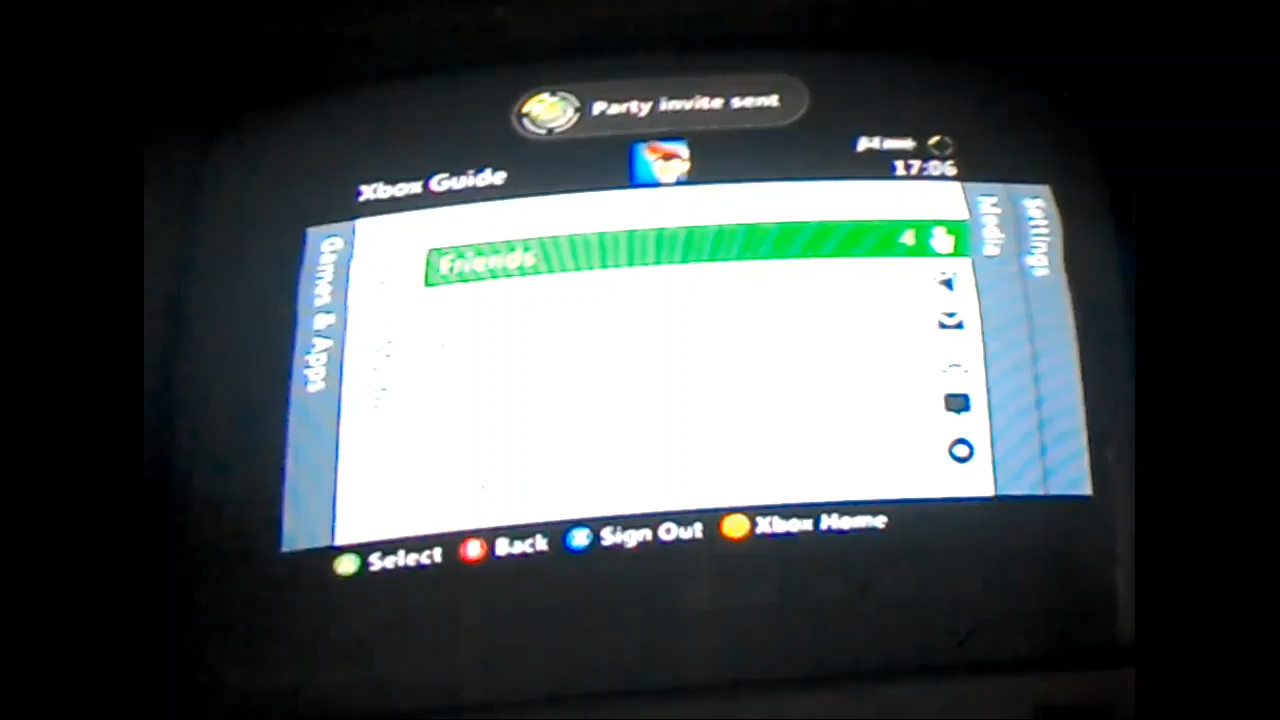 Party invite sent
Xbox Guide
17:06
Games & Apps
Friends 4
Media
Settings
Select Back X Sign Out Xbox Home